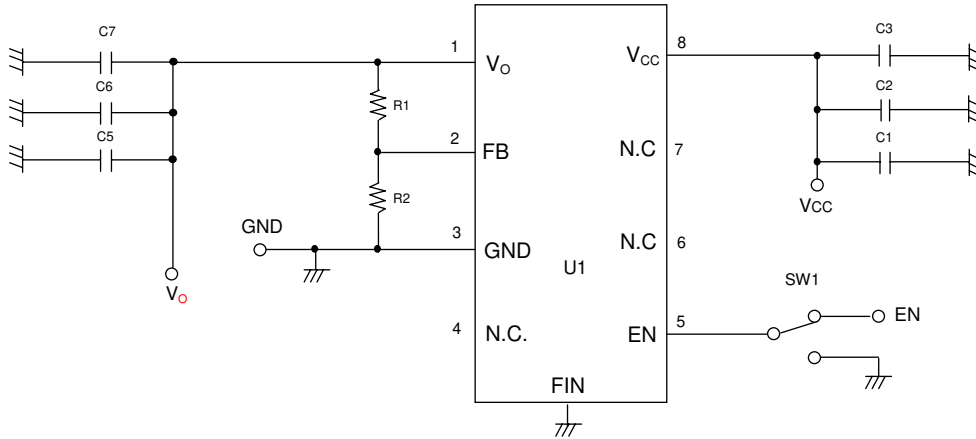 C7
1
Vo
C6
R1
C5
2
FB
R2
GND
3
GND
Vo
4
N.C.
U1
FIN
8
Vcc
C3
C2
N.C
7
C1
Vcc
N.C
6
SW1
EN
5
EN